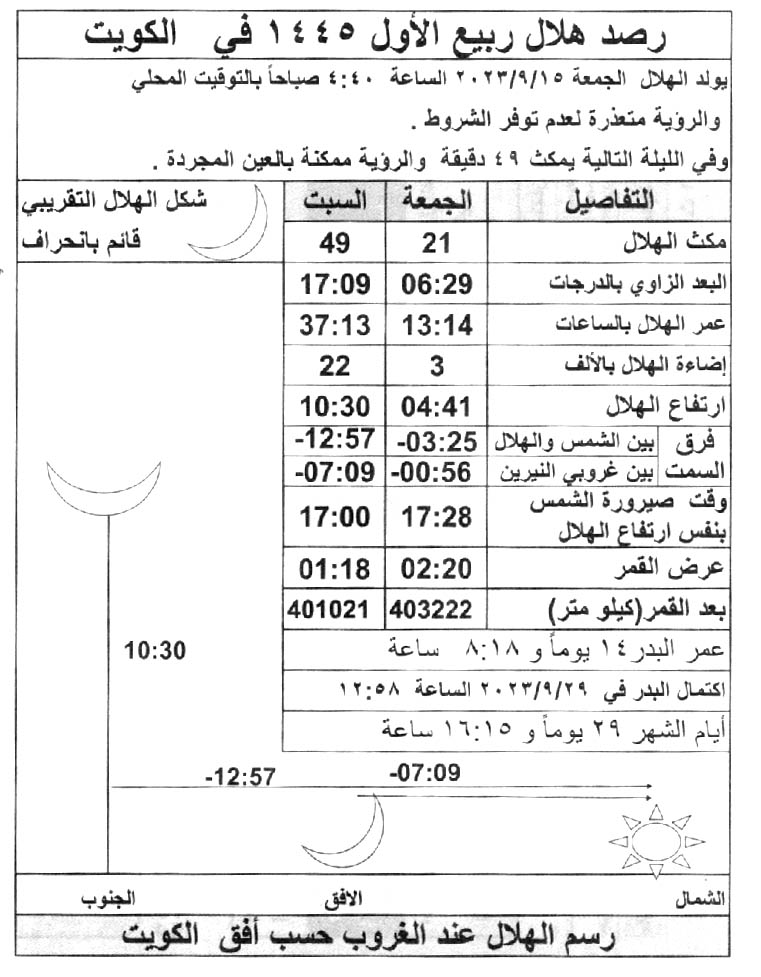 رصد هلال ربيع الأول ١٤٤٥ في الكويت
يولد الهلال الجمعة ٢٠٢٣/٩/١٥ الساعة ٤:٤٠ صباحاً بالتوقيت المحلي
والرؤية متعذرة لعدم توفر الشروط .
وفي الليلة التالية يمكث ٤٩ دقيقة والرؤية ممكنة بالعين المجردة .
التفاصيل الجمعة السبت
شكل الهلال التقريبي
قائم بانحراف
مكث الهلال 21 49
البعد الزاوي بالدرجات 06:29 17:09
عمر الهلال بالساعات 13:14 37:13
إضاءة الهلال بالألف 3 22
ارتفاع الهلال 04:41 10:30
فرق بين الشمس والهلال -03:25 -12:57
السمت بين غروبي النيرين -00:56 -07:09
وقت صيرورة الشمس
بنفس ارتفاع الهلال 17:28 17:00
عرض القمر 02:20 01:18
بعد القمر(كيلو متر) 403222 401021
عمر البدر ١٤ يوماً و ٨:١٨ ساعة
اكتمال البدر في ٢٠٢٣/٩/٢٩ الساعة ١٢:٥٨
أيام الشهر ٢٩ يوماً و ١٦:١٥ ساعة
10:30
-12:57 -07:09
الشمال الافق الجنوب
رسم الهلال عند الغروب حسب أفق الكويت